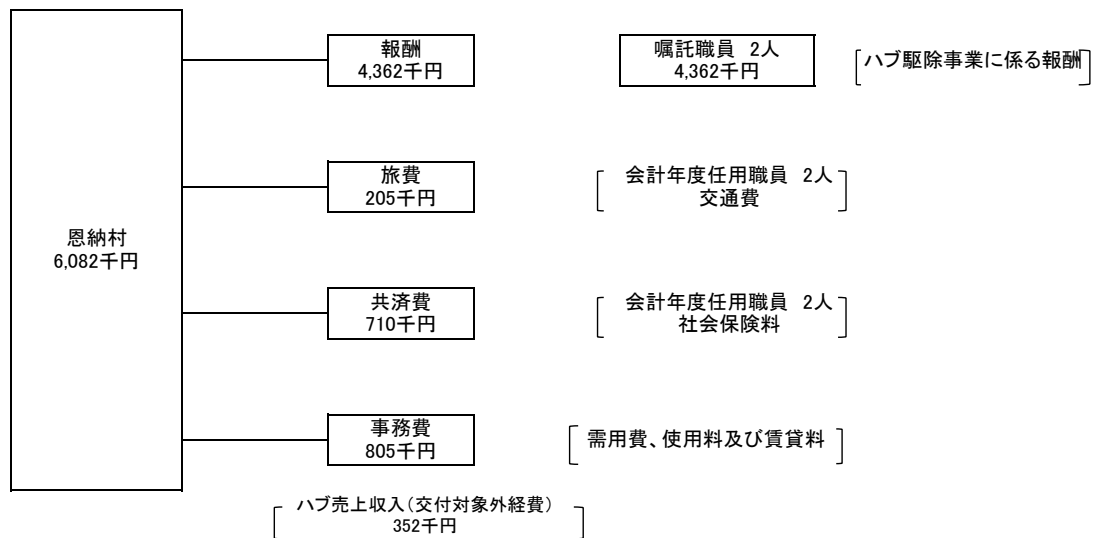 報酬
4,362千円
嘱託職員 2人
4,362千円
ハブ駆除事業に係る報酬
旅費
205千円
会計年度任用職員 2人
交通費
恩納村
6,082千円
共済費
710千円
会計年度任用職員 2人
社会保険料
事務費
805千円
需用費、使用料及び賃貸料
ハブ売上収入(交付対象外経費)
352千円